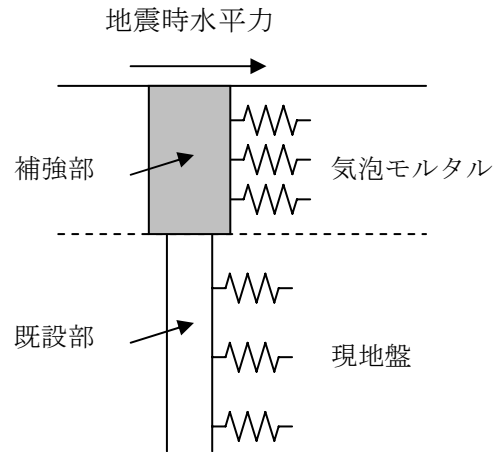 地震時水平力
補強部
気泡モルタル
既設部
現地盤